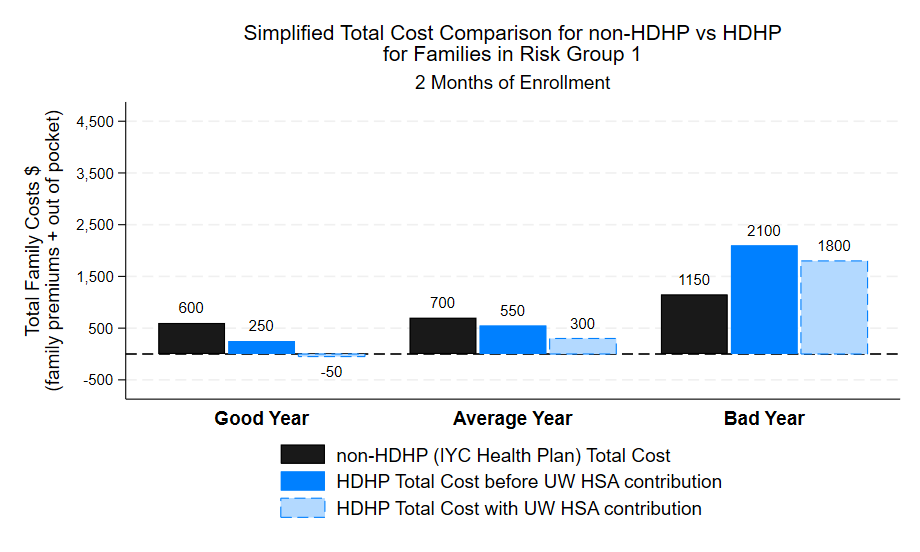 Simplified Total Cost Comparison for non-HDHP vs HDHP
for Families in Risk Group 1
2 Months of Enrollment
Total Family Costs $
(family premiums + out of pocket)
4,500
3,500
2,500
1,500
500
-500
600
250
-50
700
550
300
1150
2100
1800
Good Year
Average Year
Bad Year
non-HDHP (IYC Health Plan) Total Cost
HDHP Total Cost before UW HSA contribution
HDHP Total Cost with UW HSA contribution